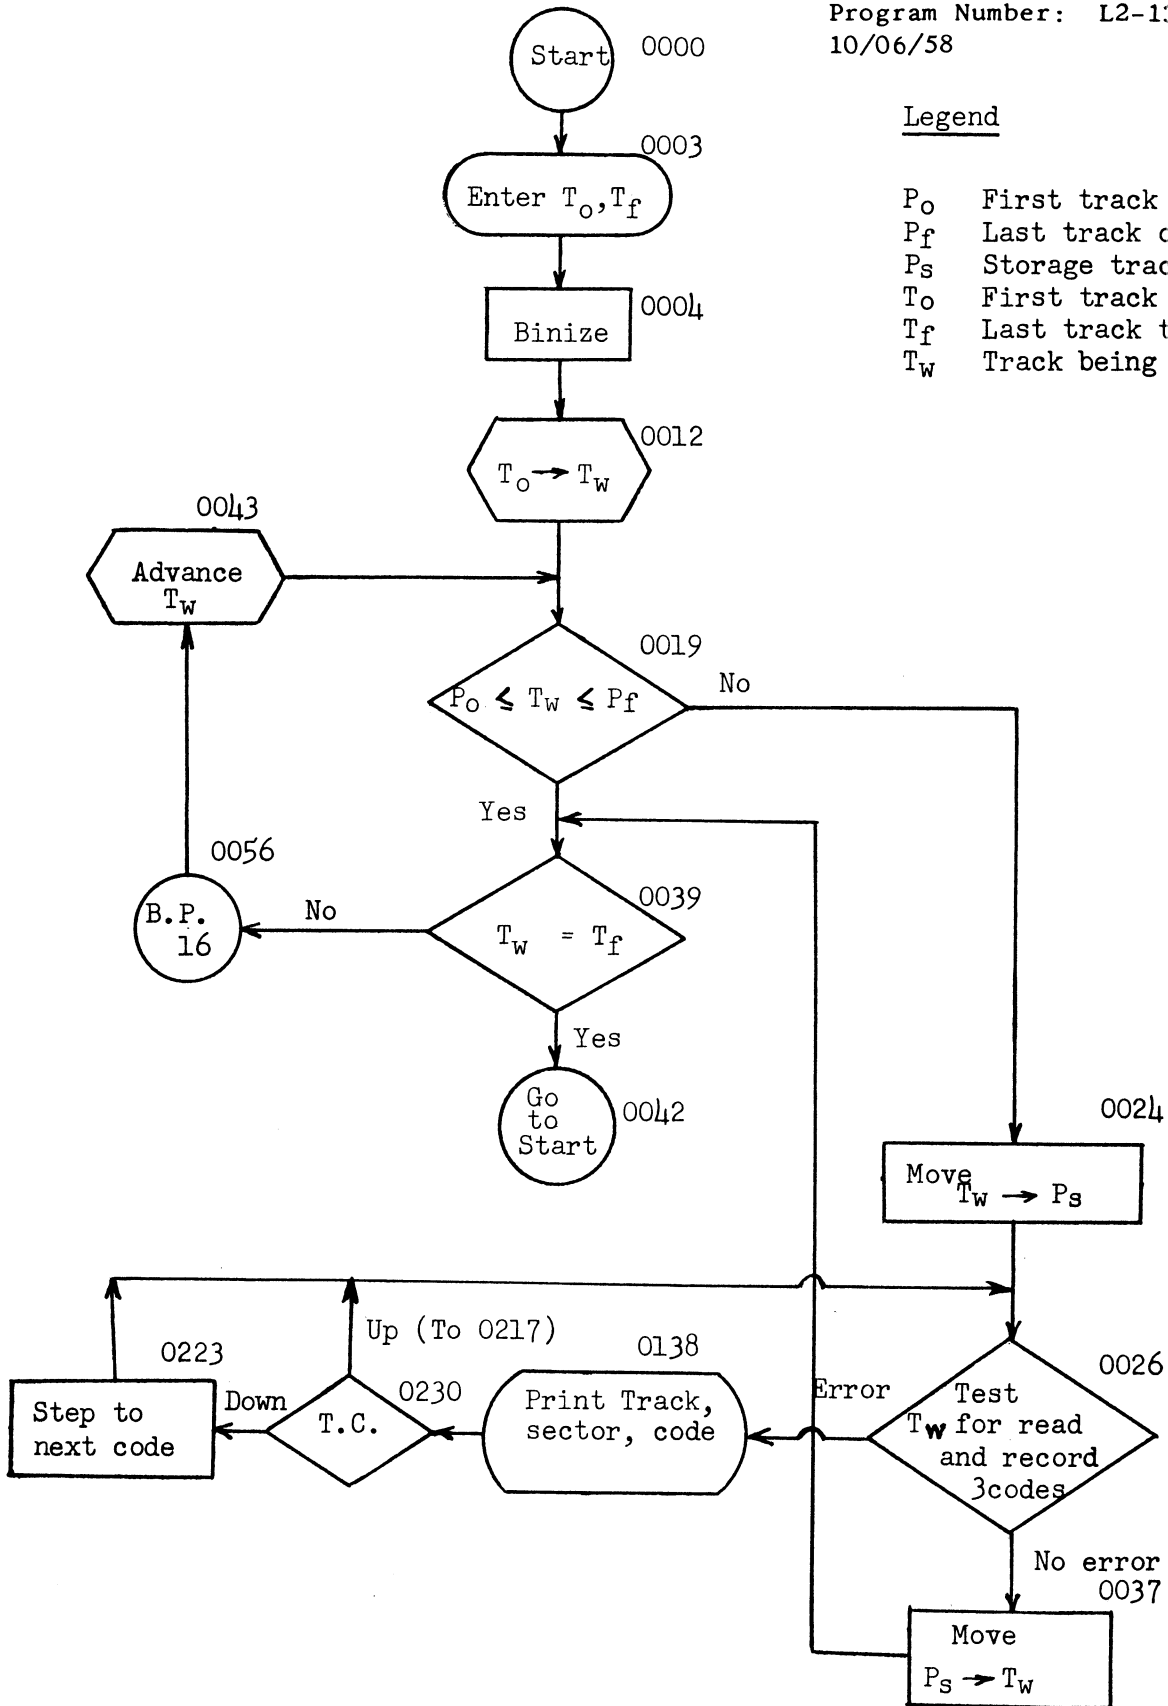 Program Number: L2-1
10/06/58
Legend
Po First track
Pf Last track
Ps Storage
To First track
Tf Last track
Tw Track being
Start
0000
0003
Enter To,Tf
0004
Binize
0012
To → Tw
0043
Advance
Tw
0019
Po ≤ Tw ≤ Pf
No
Yes
0056
B.P.
16
No
0039
Tw = Tf
Yes
Go
to
Start
0042
0024
Move
Tw → Ps
Up (To 0217)
0223
Step to
next code
Down
0230
T.C.
0138
Print Track,
sector, code
Error
0026
Test
Tw for read
and record
3codes
No error
0037
Move
Ps → Tw